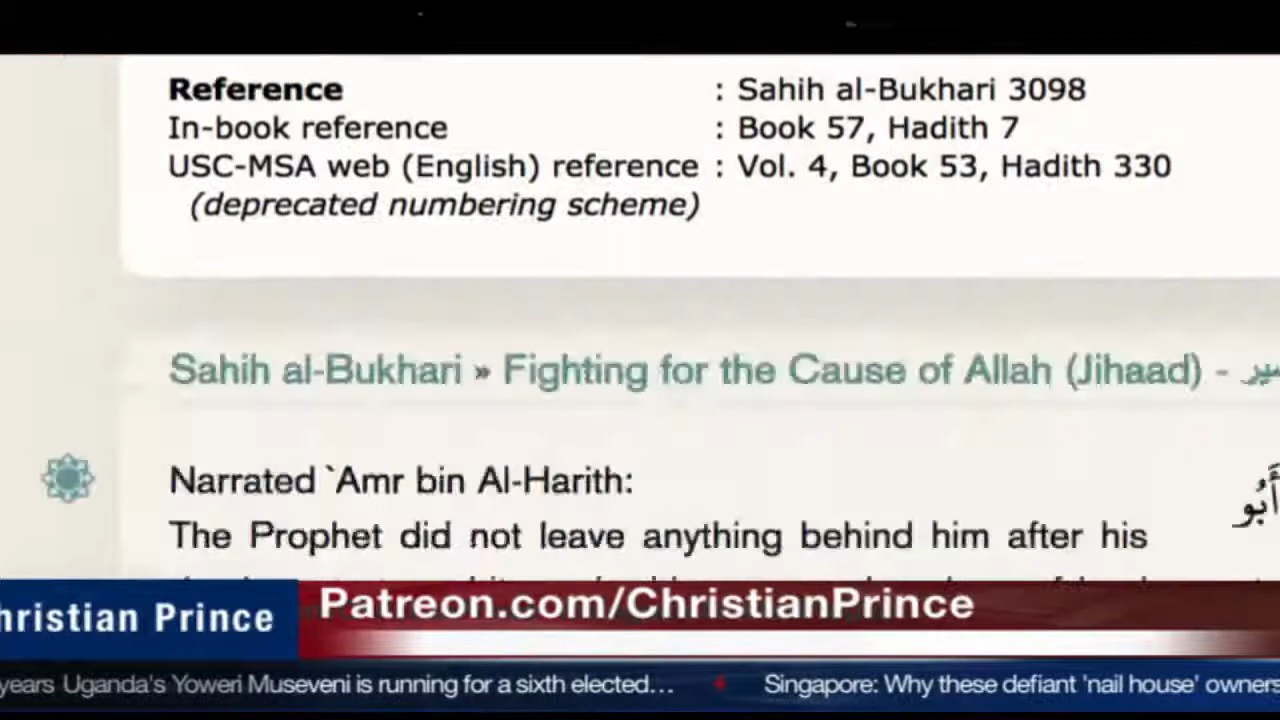 Reference : Sahih al-Bukhari 3098
In-book reference : Book 57, Hadith 7
USC-MSA web (English) reference : Vol. 4, Book 53, Hadith 330
(deprecated numbering scheme)
Sahih al-Bukhari » Fighting for the Cause of Allah (Jihaad) -
Narrated `Amr bin Al-Harith:
أَبُو
The Prophet did not leave anything behind him after his
hristian Prince
Patreon.com/ChristianPrince
years Uganda's Yoweri Museveni is running for a sixth elected...
Singapore: Why these defiant 'nail house' owners